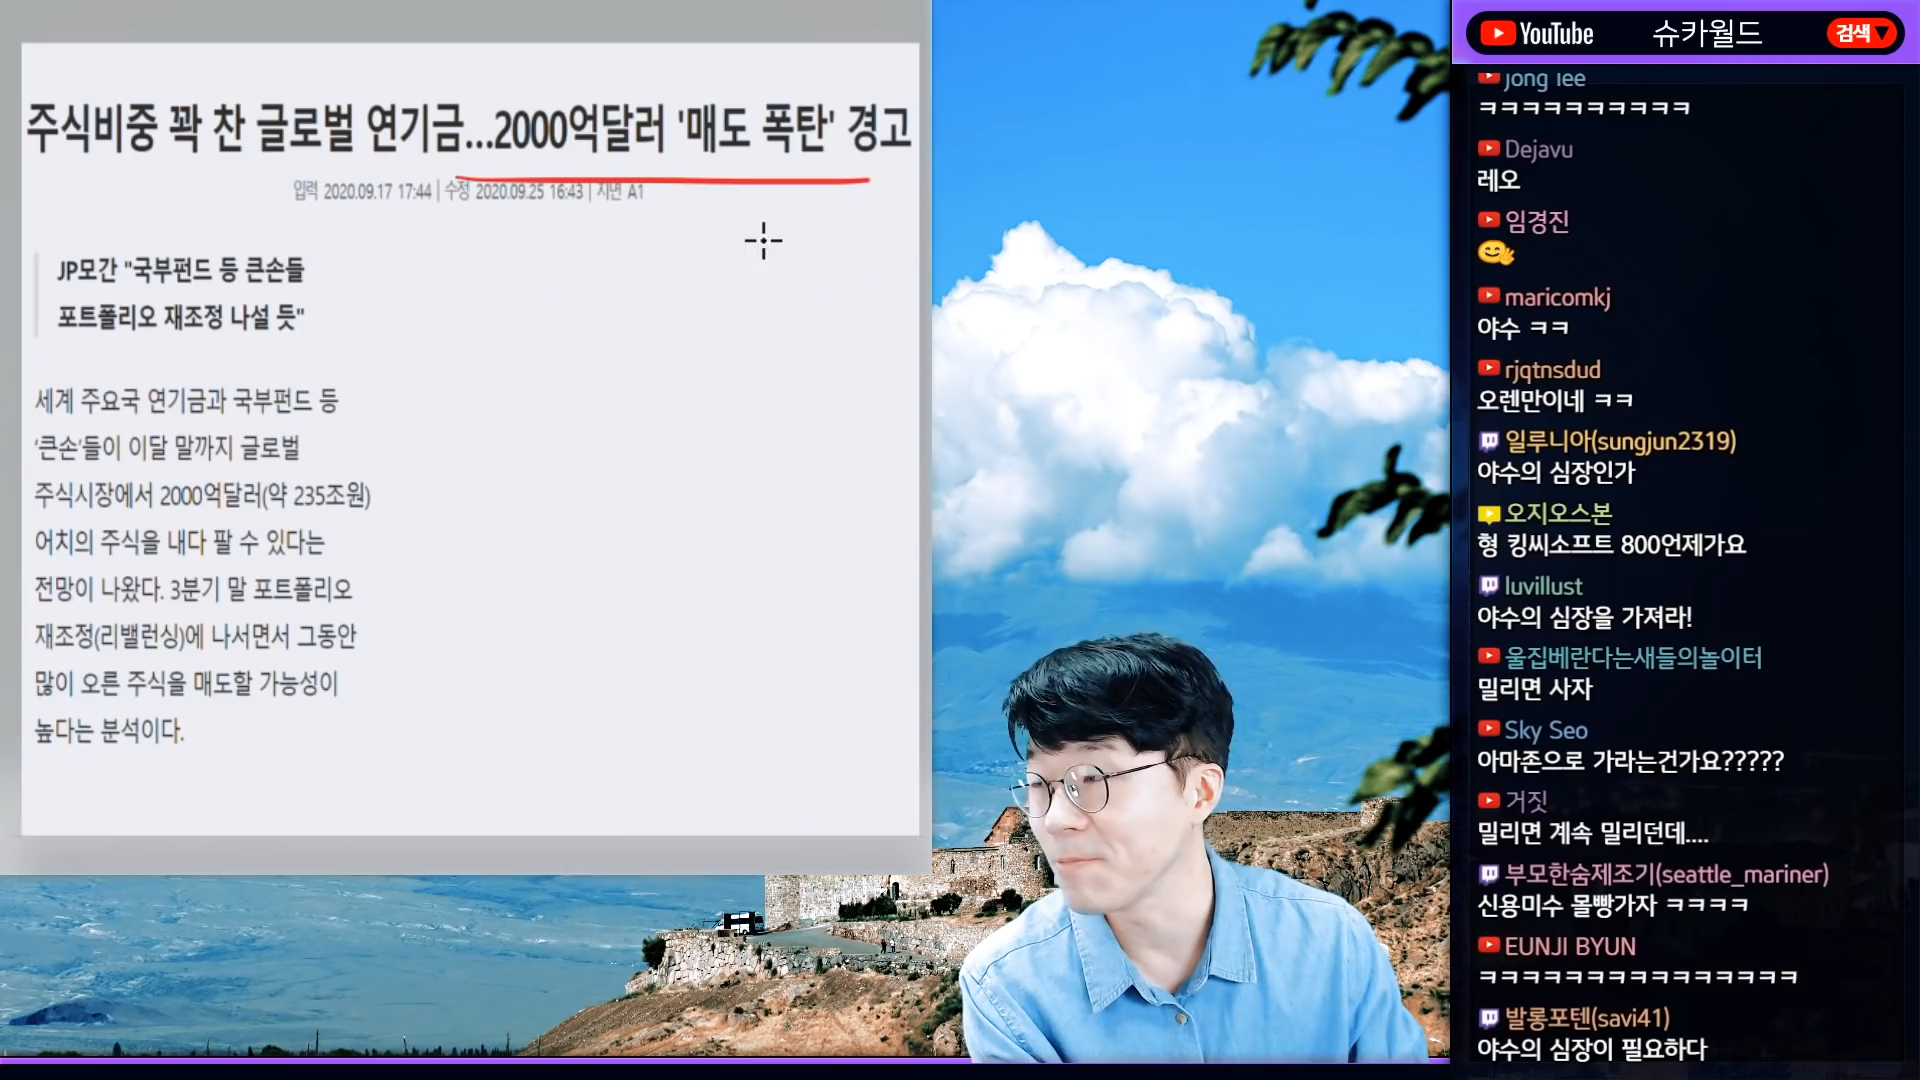 주식비중 꽉 찬 글로벌 연기금...2000억달러 '매도 폭탄' 경고
입력 2020.09.17 17:44 | 수정 2020.09.25 16:43 | 지면 A1
JP모간 "국부펀드 등 큰손들
포트폴리오 재조정 나설 듯"
세계 주요국 연기금과 국부펀드 등
'큰손'들이 이달 말까지 글로벌
주식시장에서 2000억달러(약 235조원)
어치의 주식을 내다 팔 수 있다는
전망이 나왔다. 3분기 말 포트폴리오
재조정(리밸런싱)에 나서면서 그동안
많이 오른 주식을 매도할 가능성이
높다는 분석이다.
YouTube 슈카월드 검색▼
jong lee
ㅋㅋㅋㅋㅋㅋㅋㅋㅋㅋ
Dejavu
레오
임경진
maricomkj
야수 ㅋㅋ
rjqtnsdud
오렌만이네 ㅋㅋ
일루니아(sungjun2319)
야수의 심장인가
오지오스본
형 킹씨소프트 800언제가요
luvillust
야수의 심장을 가져라!
울집베란다는새들의놀이터
밀리면 사자
Sky Seo
아마존으로 가라는건가요?????
거짓
밀리면 계속 밀리던데....
부모한숨제조기(seattle_mariner)
신용미수 몰빵가자 ㅋㅋㅋㅋ
EUNJI BYUN
ㅋㅋㅋㅋㅋㅋㅋㅋㅋㅋㅋㅋㅋㅋㅋ
발롱포텐(savi41)
야수의 심장이 필요하다